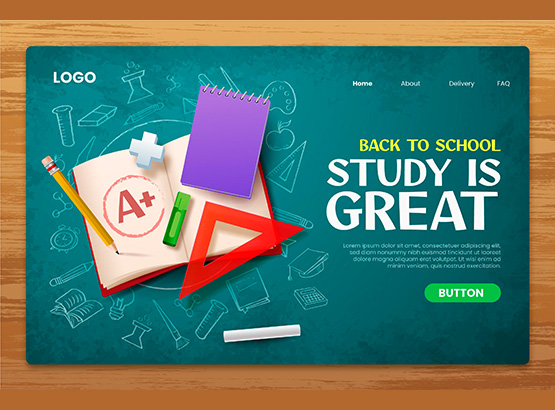 LOGO
Home About Delivery FAQ
BACK TO SCHOOL
STUDY IS
GREAT
A+
Lorem ipsum dolor sit amet, consectetuer adipiscing
elit, sed diam nonummy nibh euismod tincidunt ut laoreet
dolore magna aliquam erat volutpat. Ut wisi enim ad
minim veniam, quis nostrud exercitation.
BUTTON